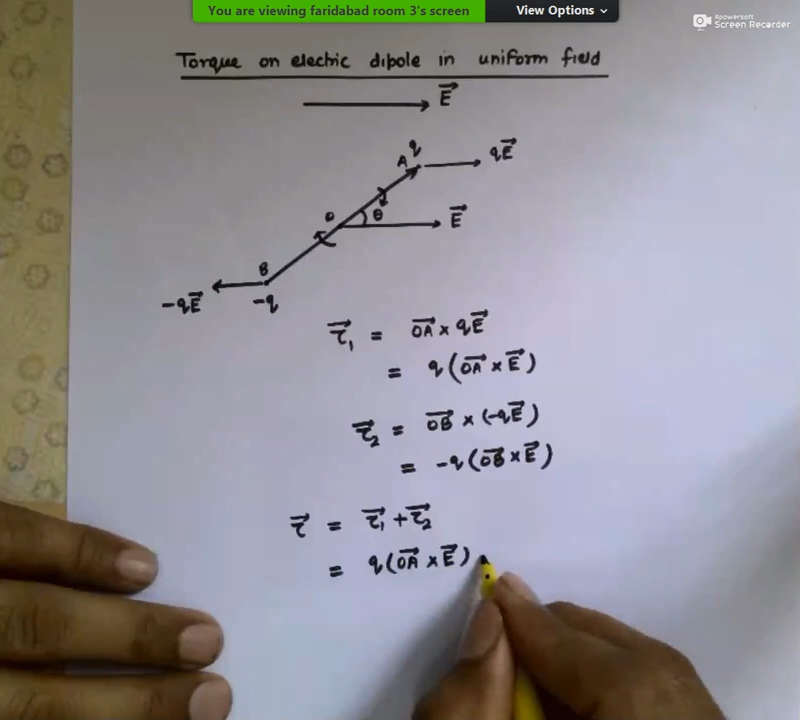 You are viewing faridabad room 3's screen View Options
Apowersoft
Screen Recorder
Torque on electric dipole in uniform field
E⃗
A q
qE⃗
O θ E⃗
B
-qE⃗ -q
τ⃗₁ = OA⃗ × qE⃗
= q(OA⃗ × E⃗)
τ⃗₂ = OB⃗ × (-qE⃗)
= -q(OB⃗ × E⃗)
τ⃗ = τ⃗₁ + τ⃗₂
= q(OA⃗ × E⃗)